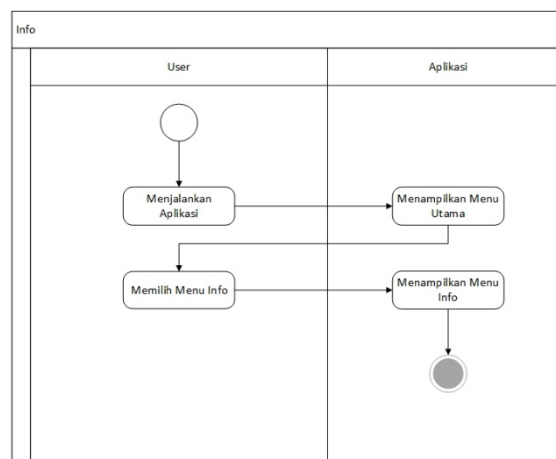 Info
User
Aplikasi
Menjalankan
Aplikasi
Menampilkan Menu
Utama
Memilih Menu Info
Menampilkan Menu
Info